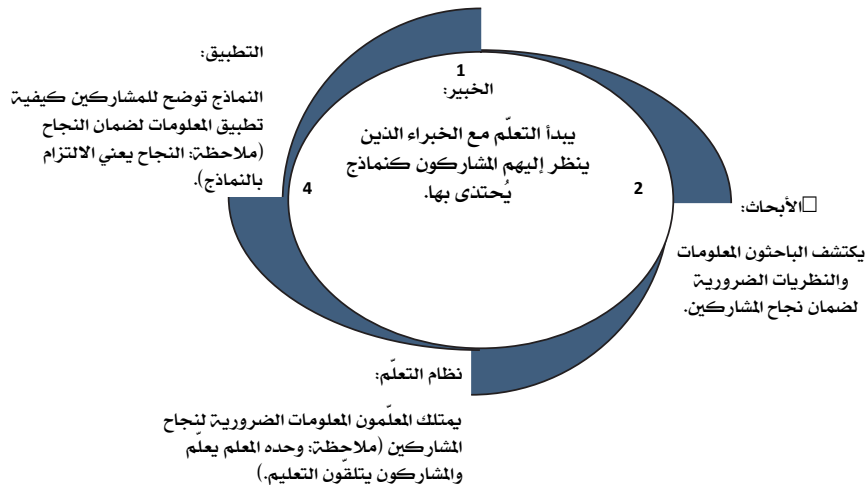 1
الخبير:
يبدأ التعلّم مع الخبراء الذين
ينظر إليهم المشاركون كنماذج
يُحتذى بها.
2
الأبحاث:
يكتشف الباحثون المعلومات
والنظريات الضرورية
لضمان نجاح المشاركين.
نظام التعلّم:
يمتلك المعلّمون المعلومات الضرورية لنجاح
المشاركين (ملاحظة: وحده المعلم يعلّم
والمشاركون يتلقّون التعليم.)
4
التطبيق:
النماذج توضح للمشاركين كيفية
تطبيق المعلومات لضمان النجاح
(ملاحظة: النجاح يعني الالتزام
بالنماذج).